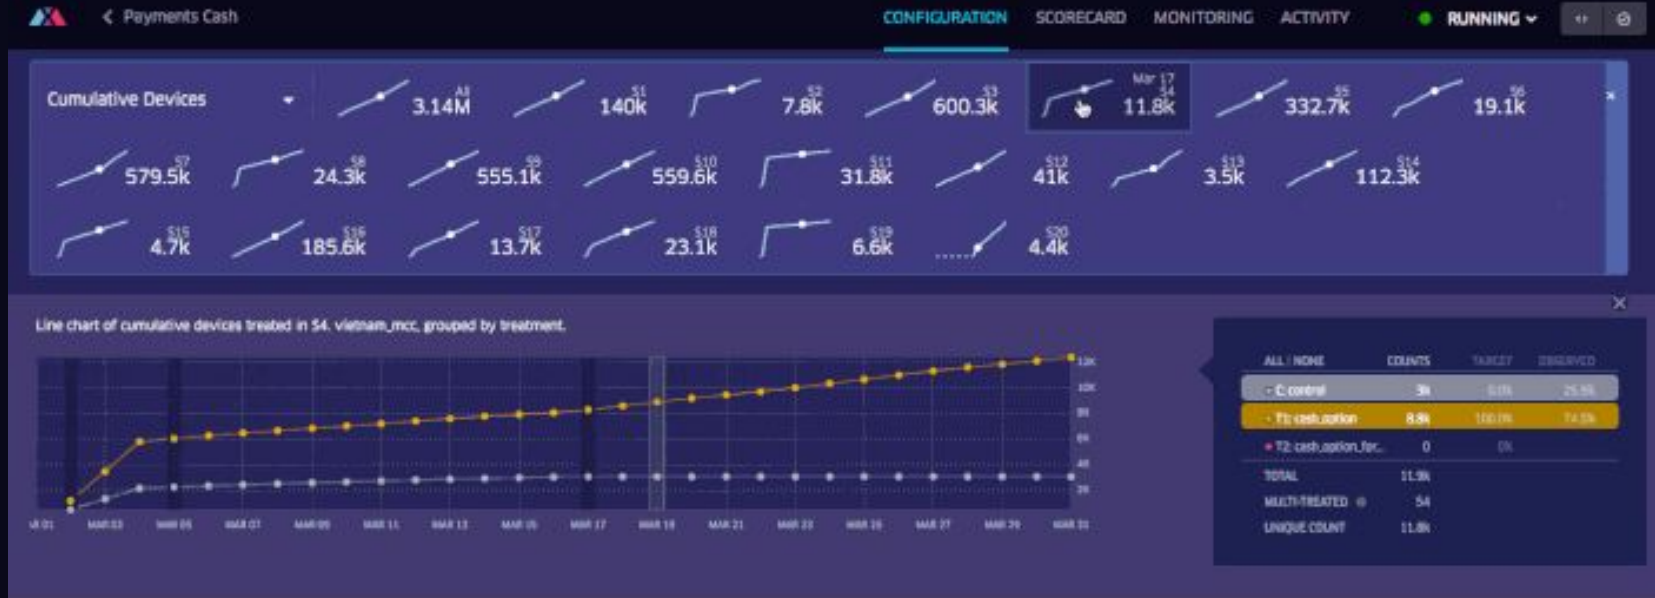 Payments Cash
CONFIGURATION SCORECARD MONITORING ACTIVITY RUNNING
Cumulative Devices
All 3.14M
S1 140k
S2 7.8k
S3 600.3k
Mar 17 S4 11.8k
S5 332.7k
S6 19.1k
S7 579.5k
S8 24.3k
S9 555.1k
S10 559.6k
S11 31.8k
S12 41k
S13 3.5k
S14 112.3k
S15 4.7k
S16 185.6k
S17 13.7k
S18 23.1k
S19 6.6k
S20 4.4k
Line chart of cumulative devices treated in S4. vietnam_mcc, grouped by treatment.
12K
10K
8K
6K
4K
2K
MAR 03 MAR 05 MAR 07 MAR 09 MAR 11 MAR 13 MAR 15 MAR 17 MAR 19 MAR 21 MAR 23 MAR 25 MAR 27 MAR 29 MAR 31
ALL | NONE COUNTS TARGET OBSERVED
C: control 3k 0.0%
T1: cash_option 8.8k 100.0%
T2: cash_option_for... 0 0%
TOTAL 11.9k
MULTI-TREATED 54
UNIQUE COUNT 11.8k